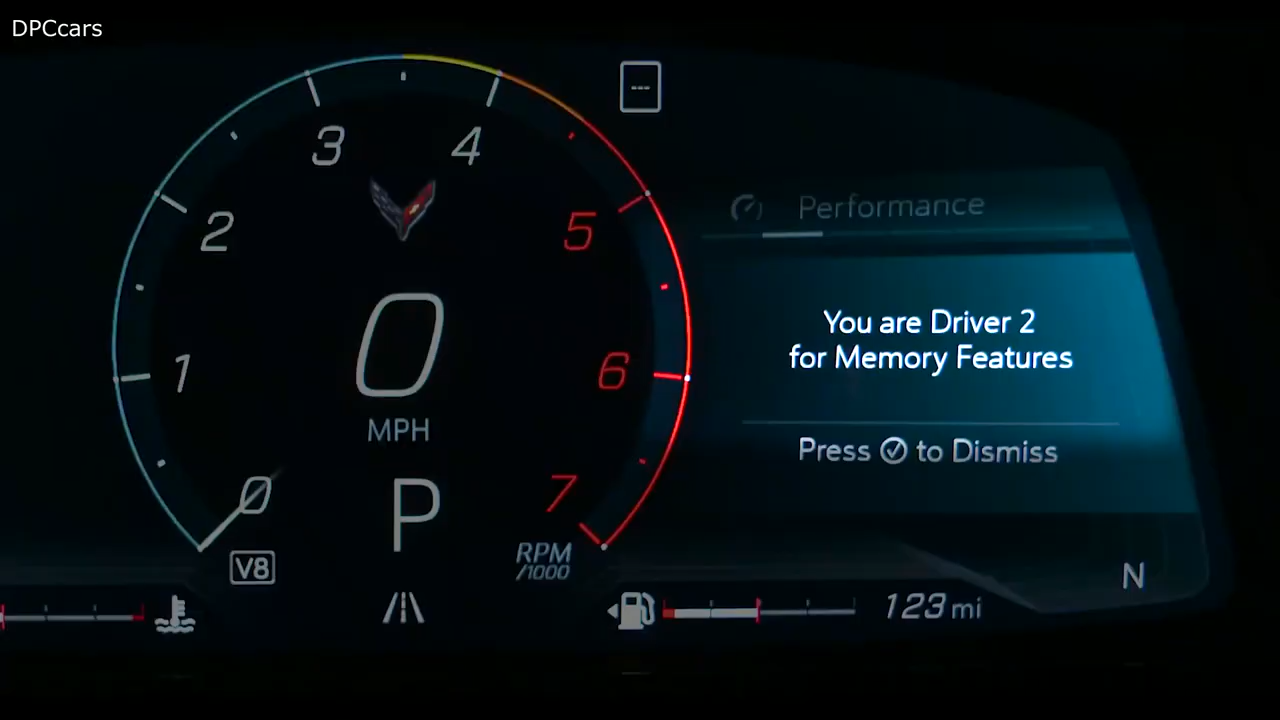 DPCcars
---
3
4
2
5
Performance
0
You are Driver 2
for Memory Features
1
6
MPH
Press to Dismiss
0
P
7
V8
RPM
/1000
N
123 mi